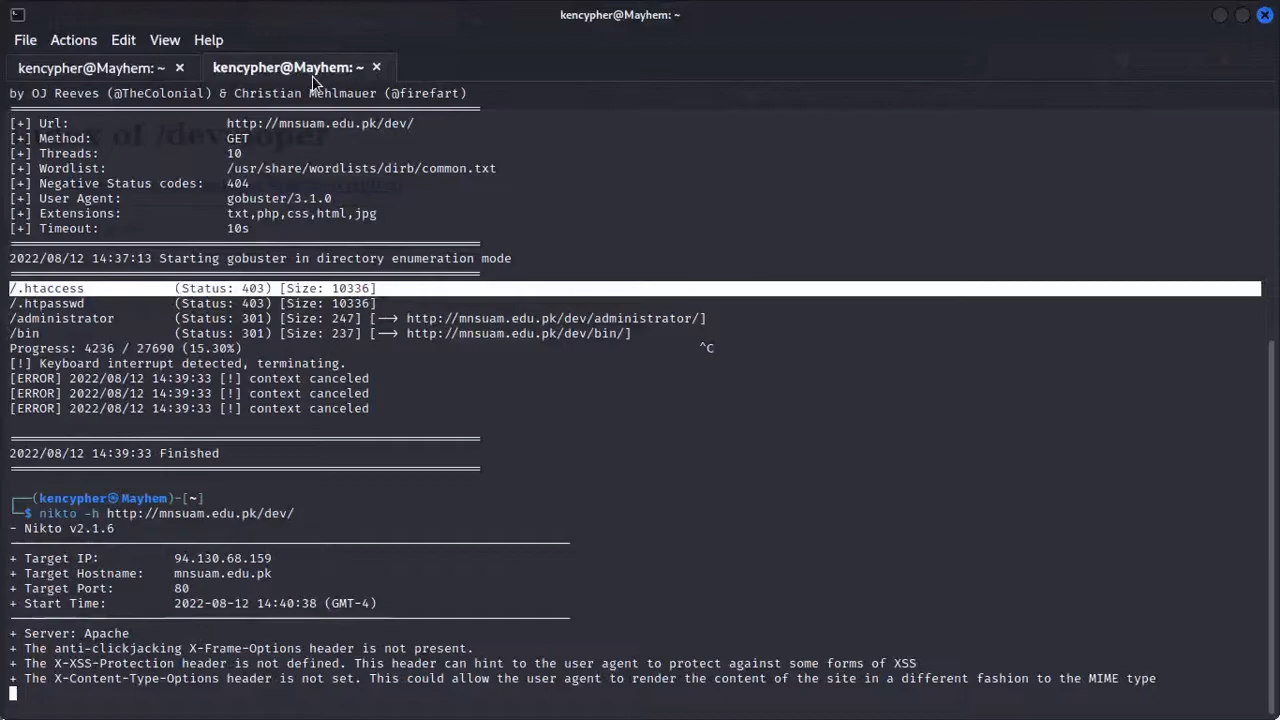 kencypher@Mayhem: ~
File Actions Edit View Help
kencypher@Mayhem: ~ × kencypher@Mayhem: ~ ×
by OJ Reeves (@TheColonial) & Christian Mehlmauer (@firefart)
[+] Url: http://mnsuam.edu.pk/dev/
[+] Method: GET
[+] Threads: 10
[+] Wordlist: /usr/share/wordlists/dirb/common.txt
[+] Negative Status codes: 404
[+] User Agent: gobuster/3.1.0
[+] Extensions: txt,php,css,html,jpg
[+] Timeout: 10s
2022/08/12 14:37:13 Starting gobuster in directory enumeration mode
/.htaccess (Status: 403) [Size: 10336]
/.htpasswd (Status: 403) [Size: 10336]
/administrator (Status: 301) [Size: 247] [--> http://mnsuam.edu.pk/dev/administrator/]
/bin (Status: 301) [Size: 237] [--> http://mnsuam.edu.pk/dev/bin/]
Progress: 4236 / 27690 (15.30%) ^C
[!] Keyboard interrupt detected, terminating.
[ERROR] 2022/08/12 14:39:33 [!] context canceled
[ERROR] 2022/08/12 14:39:33 [!] context canceled
[ERROR] 2022/08/12 14:39:33 [!] context canceled
2022/08/12 14:39:33 Finished
(kencypher㉿Mayhem)-[~]
$ nikto -h http://mnsuam.edu.pk/dev/
- Nikto v2.1.6
+ Target IP: 94.130.68.159
+ Target Hostname: mnsuam.edu.pk
+ Target Port: 80
+ Start Time: 2022-08-12 14:40:38 (GMT-4)
+ Server: Apache
+ The anti-clickjacking X-Frame-Options header is not present.
+ The X-XSS-Protection header is not defined. This header can hint to the user agent to protect against some forms of XSS
+ The X-Content-Type-Options header is not set. This could allow the user agent to render the content of the site in a different fashion to the MIME type